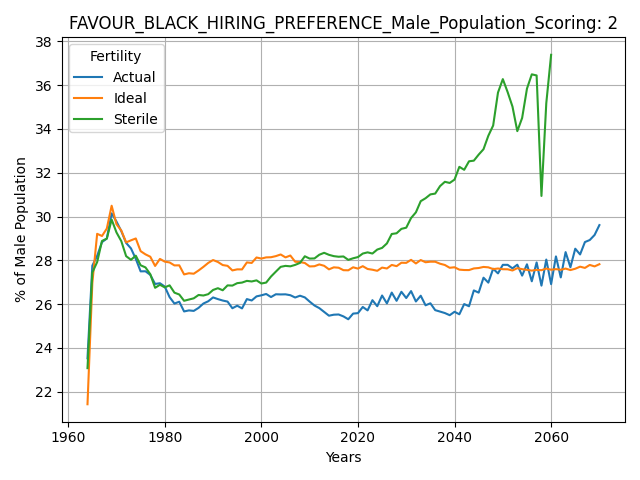 FAVOUR_BLACK_HIRING_PREFERENCE_Male_Population_Scoring: 2
Fertility
Actual
Ideal
Sterile
% of Male Population
38
36
34
32
30
28
26
24
22
1960 1980 2000 2020 2040 2060
Years